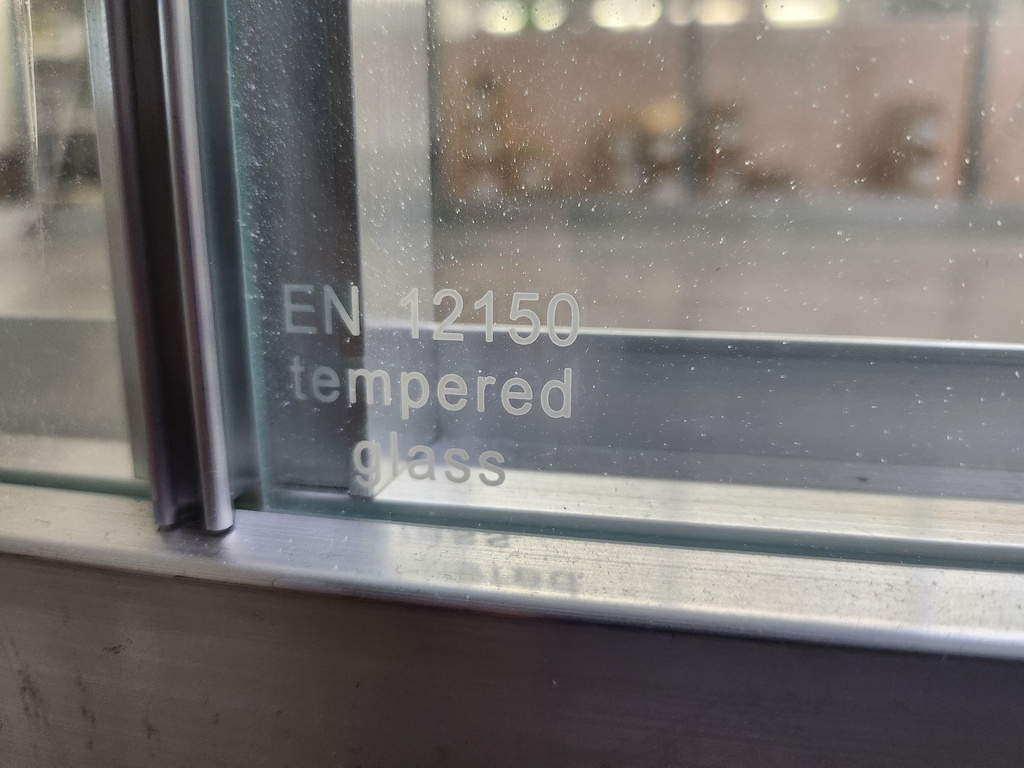 EN 12150
tempered
glass